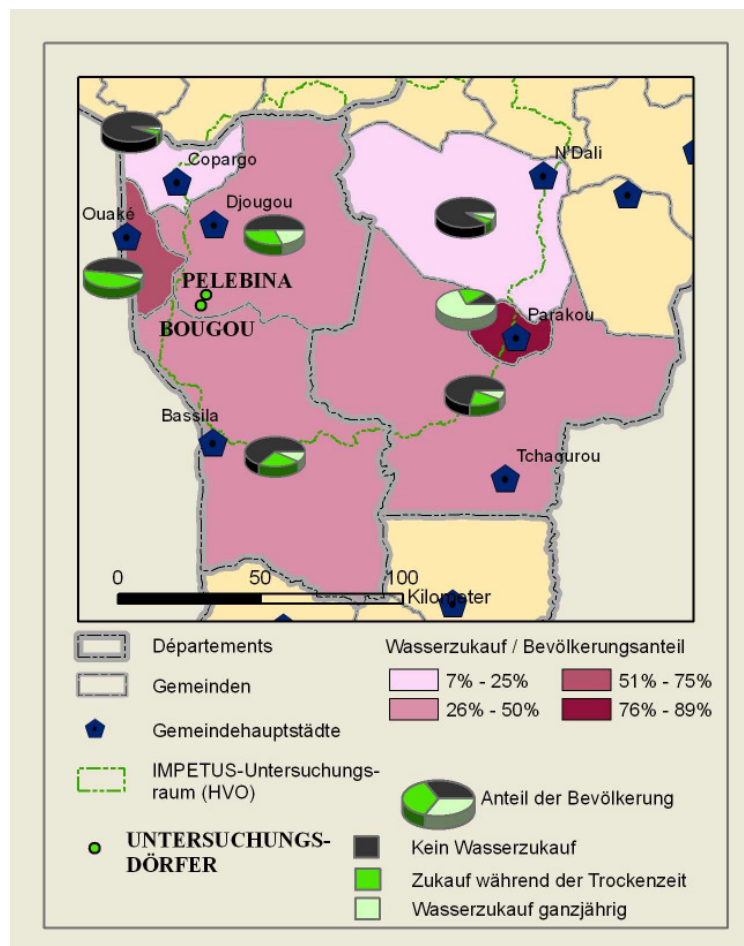 Copargo
N'Dali
Ouaké
Djougou
PELEBINA
BOUGOU
Parakou
Bassila
Tchaourou
0 50 100
Kilometer
Départements
Gemeinden
Gemeindehauptstädte
IMPETUS-Untersuchungs-
raum (HVO)
UNTERSUCHUNGS-
DÖRFER
Wasserzukauf / Bevölkerungsanteil
7% - 25% 51% - 75%
26% - 50% 76% - 89%
Anteil der Bevölkerung
Kein Wasserzukauf
Zukauf während der Trockenzeit
Wasserzukauf ganzjährig